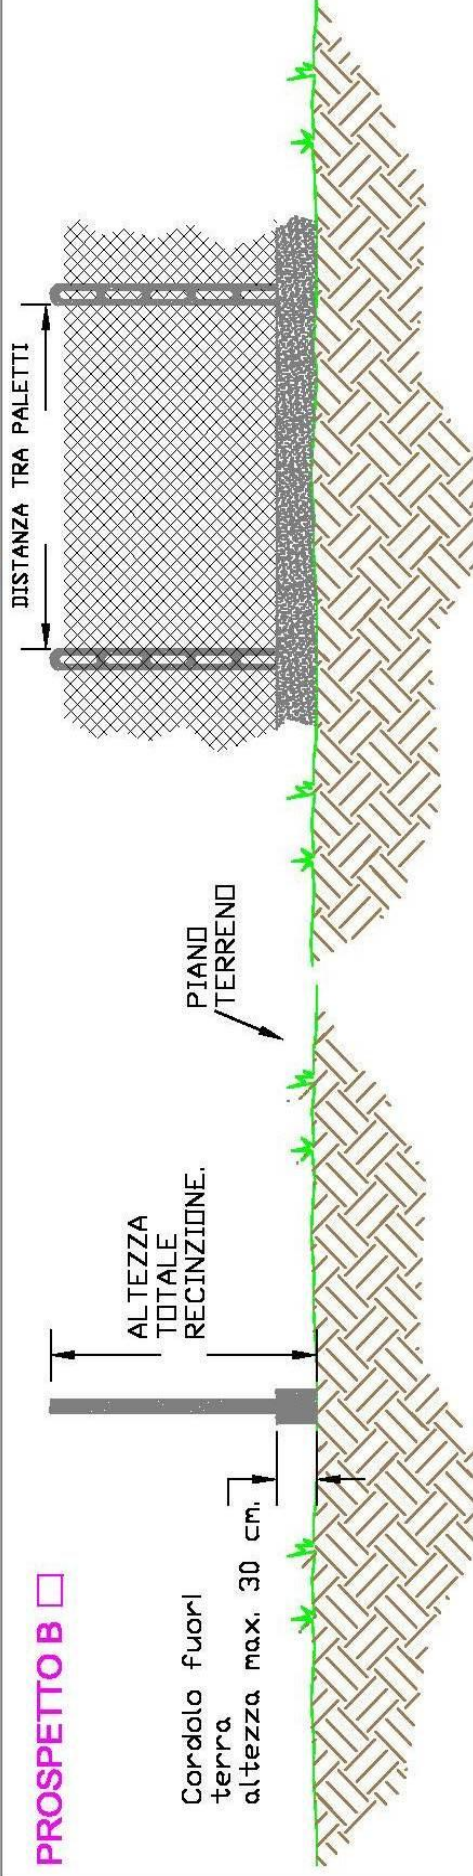 PROSPETTO B □
Cordolo fuori
terra
altezza max. 30 cm.
ALTEZZA
TOTALE
RECINZIONE.
PIANO
TERRENO
DISTANZA TRA PALETTI